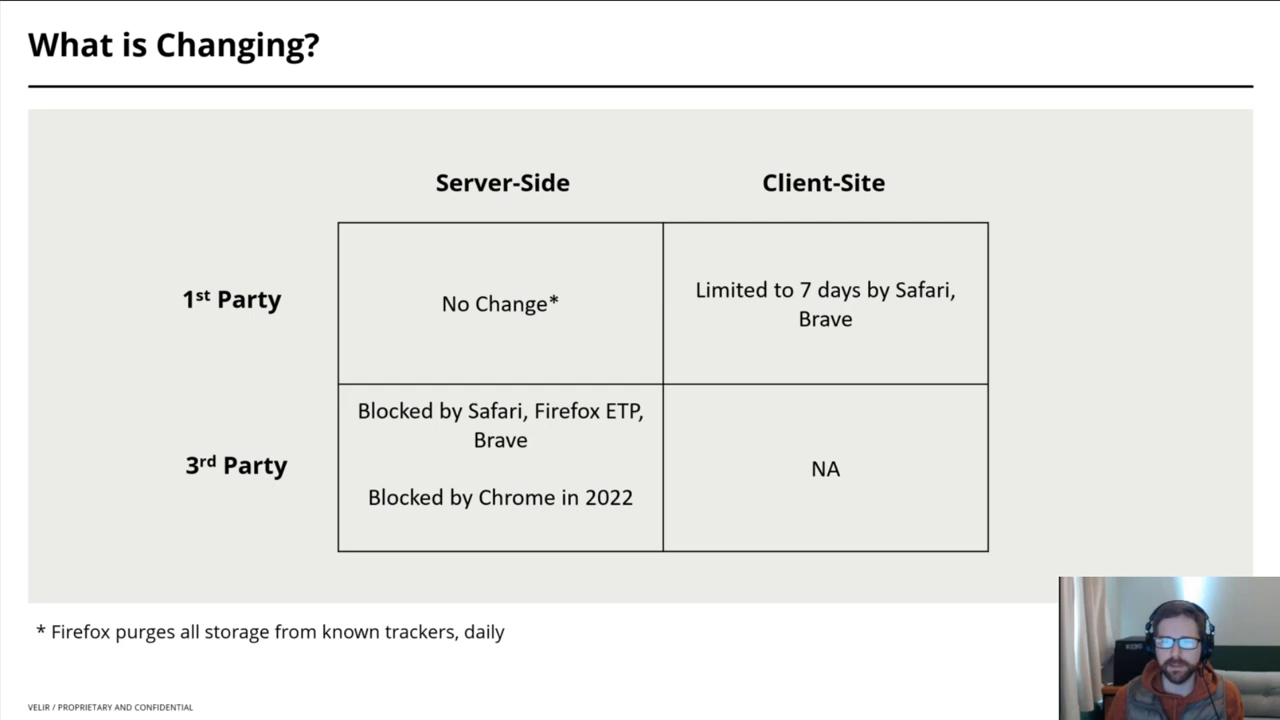 What is Changing?
Server-Side
Client-Site
1st Party
No Change*
Limited to 7 days by Safari,
Brave
3rd Party
Blocked by Safari, Firefox ETP,
Brave
Blocked by Chrome in 2022
NA
* Firefox purges all storage from known trackers, daily
VELIR / PROPRIETARY AND CONFIDENTIAL